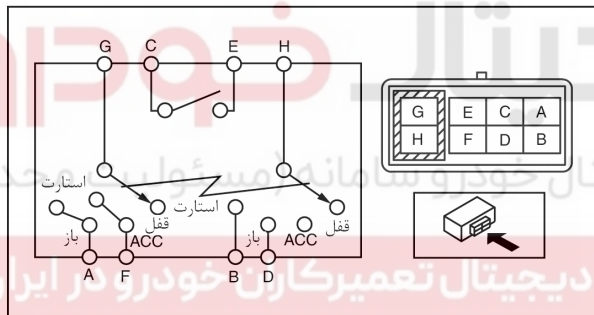 G C E H
G E C A
H F D B
استارت
باز
ACC
قفل
استارت
باز
ACC
قفل
A F B D
دیجیتال خودرو
دیجیتال خودرو سامانه (مسئولیت محدود
دیجیتال تعمیرکاران خودرو در ایران